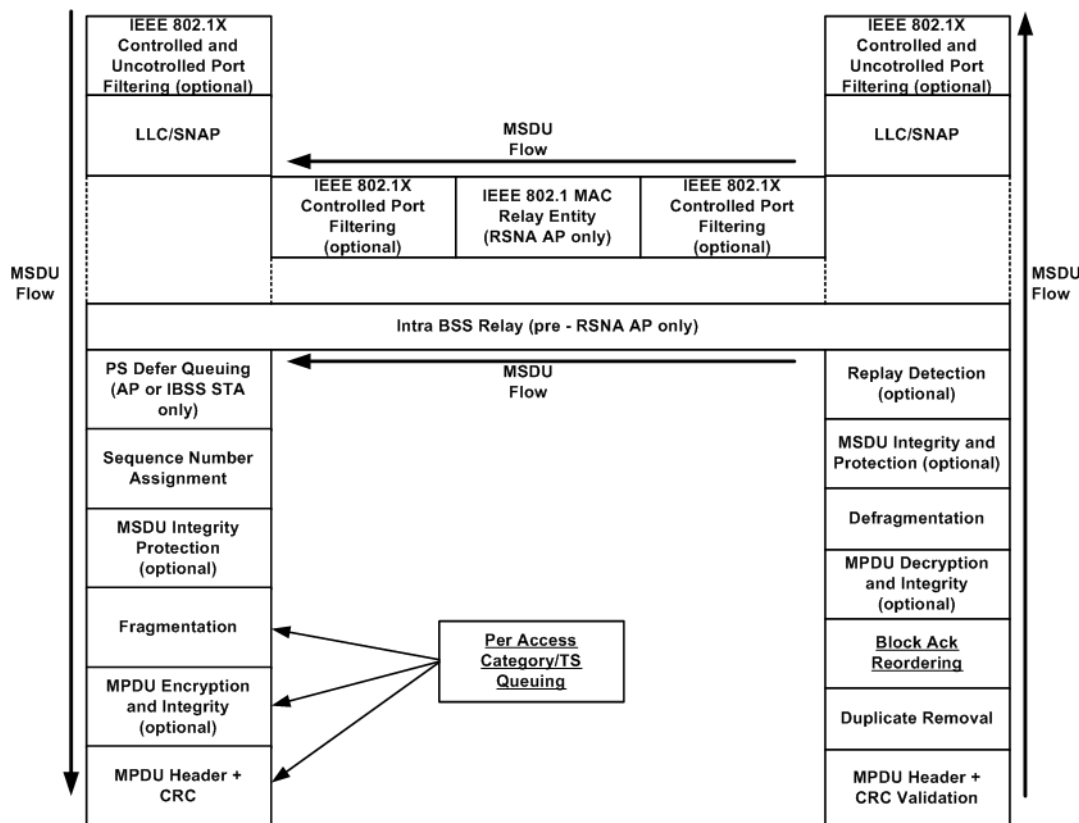 IEEE 802.1X
Controlled and
Uncotrolled Port
Filtering (optional)
LLC/SNAP
MSDU
Flow
IEEE 802.1X
Controlled and
Uncotrolled Port
Filtering (optional)
LLC/SNAP
MSDU
Flow
IEEE 802.1X
Controlled Port
Filtering
(optional)
IEEE 802.1 MAC
Relay Entity
(RSNA AP only)
IEEE 802.1X
Controlled Port
Filtering
(optional)
MSDU
Flow
Intra BSS Relay (pre - RSNA AP only)
PS Defer Queuing
(AP or IBSS STA
only)
Sequence Number
Assignment
MSDU Integrity
Protection
(optional)
Fragmentation
MPDU Encryption
and Integrity
(optional)
MPDU Header +
CRC
MSDU
Flow
Per Access
Category/TS
Queuing
Replay Detection
(optional)
MSDU Integrity and
Protection (optional)
Defragmentation
MPDU Decryption
and Integrity
(optional)
Block Ack
Reordering
Duplicate Removal
MPDU Header +
CRC Validation